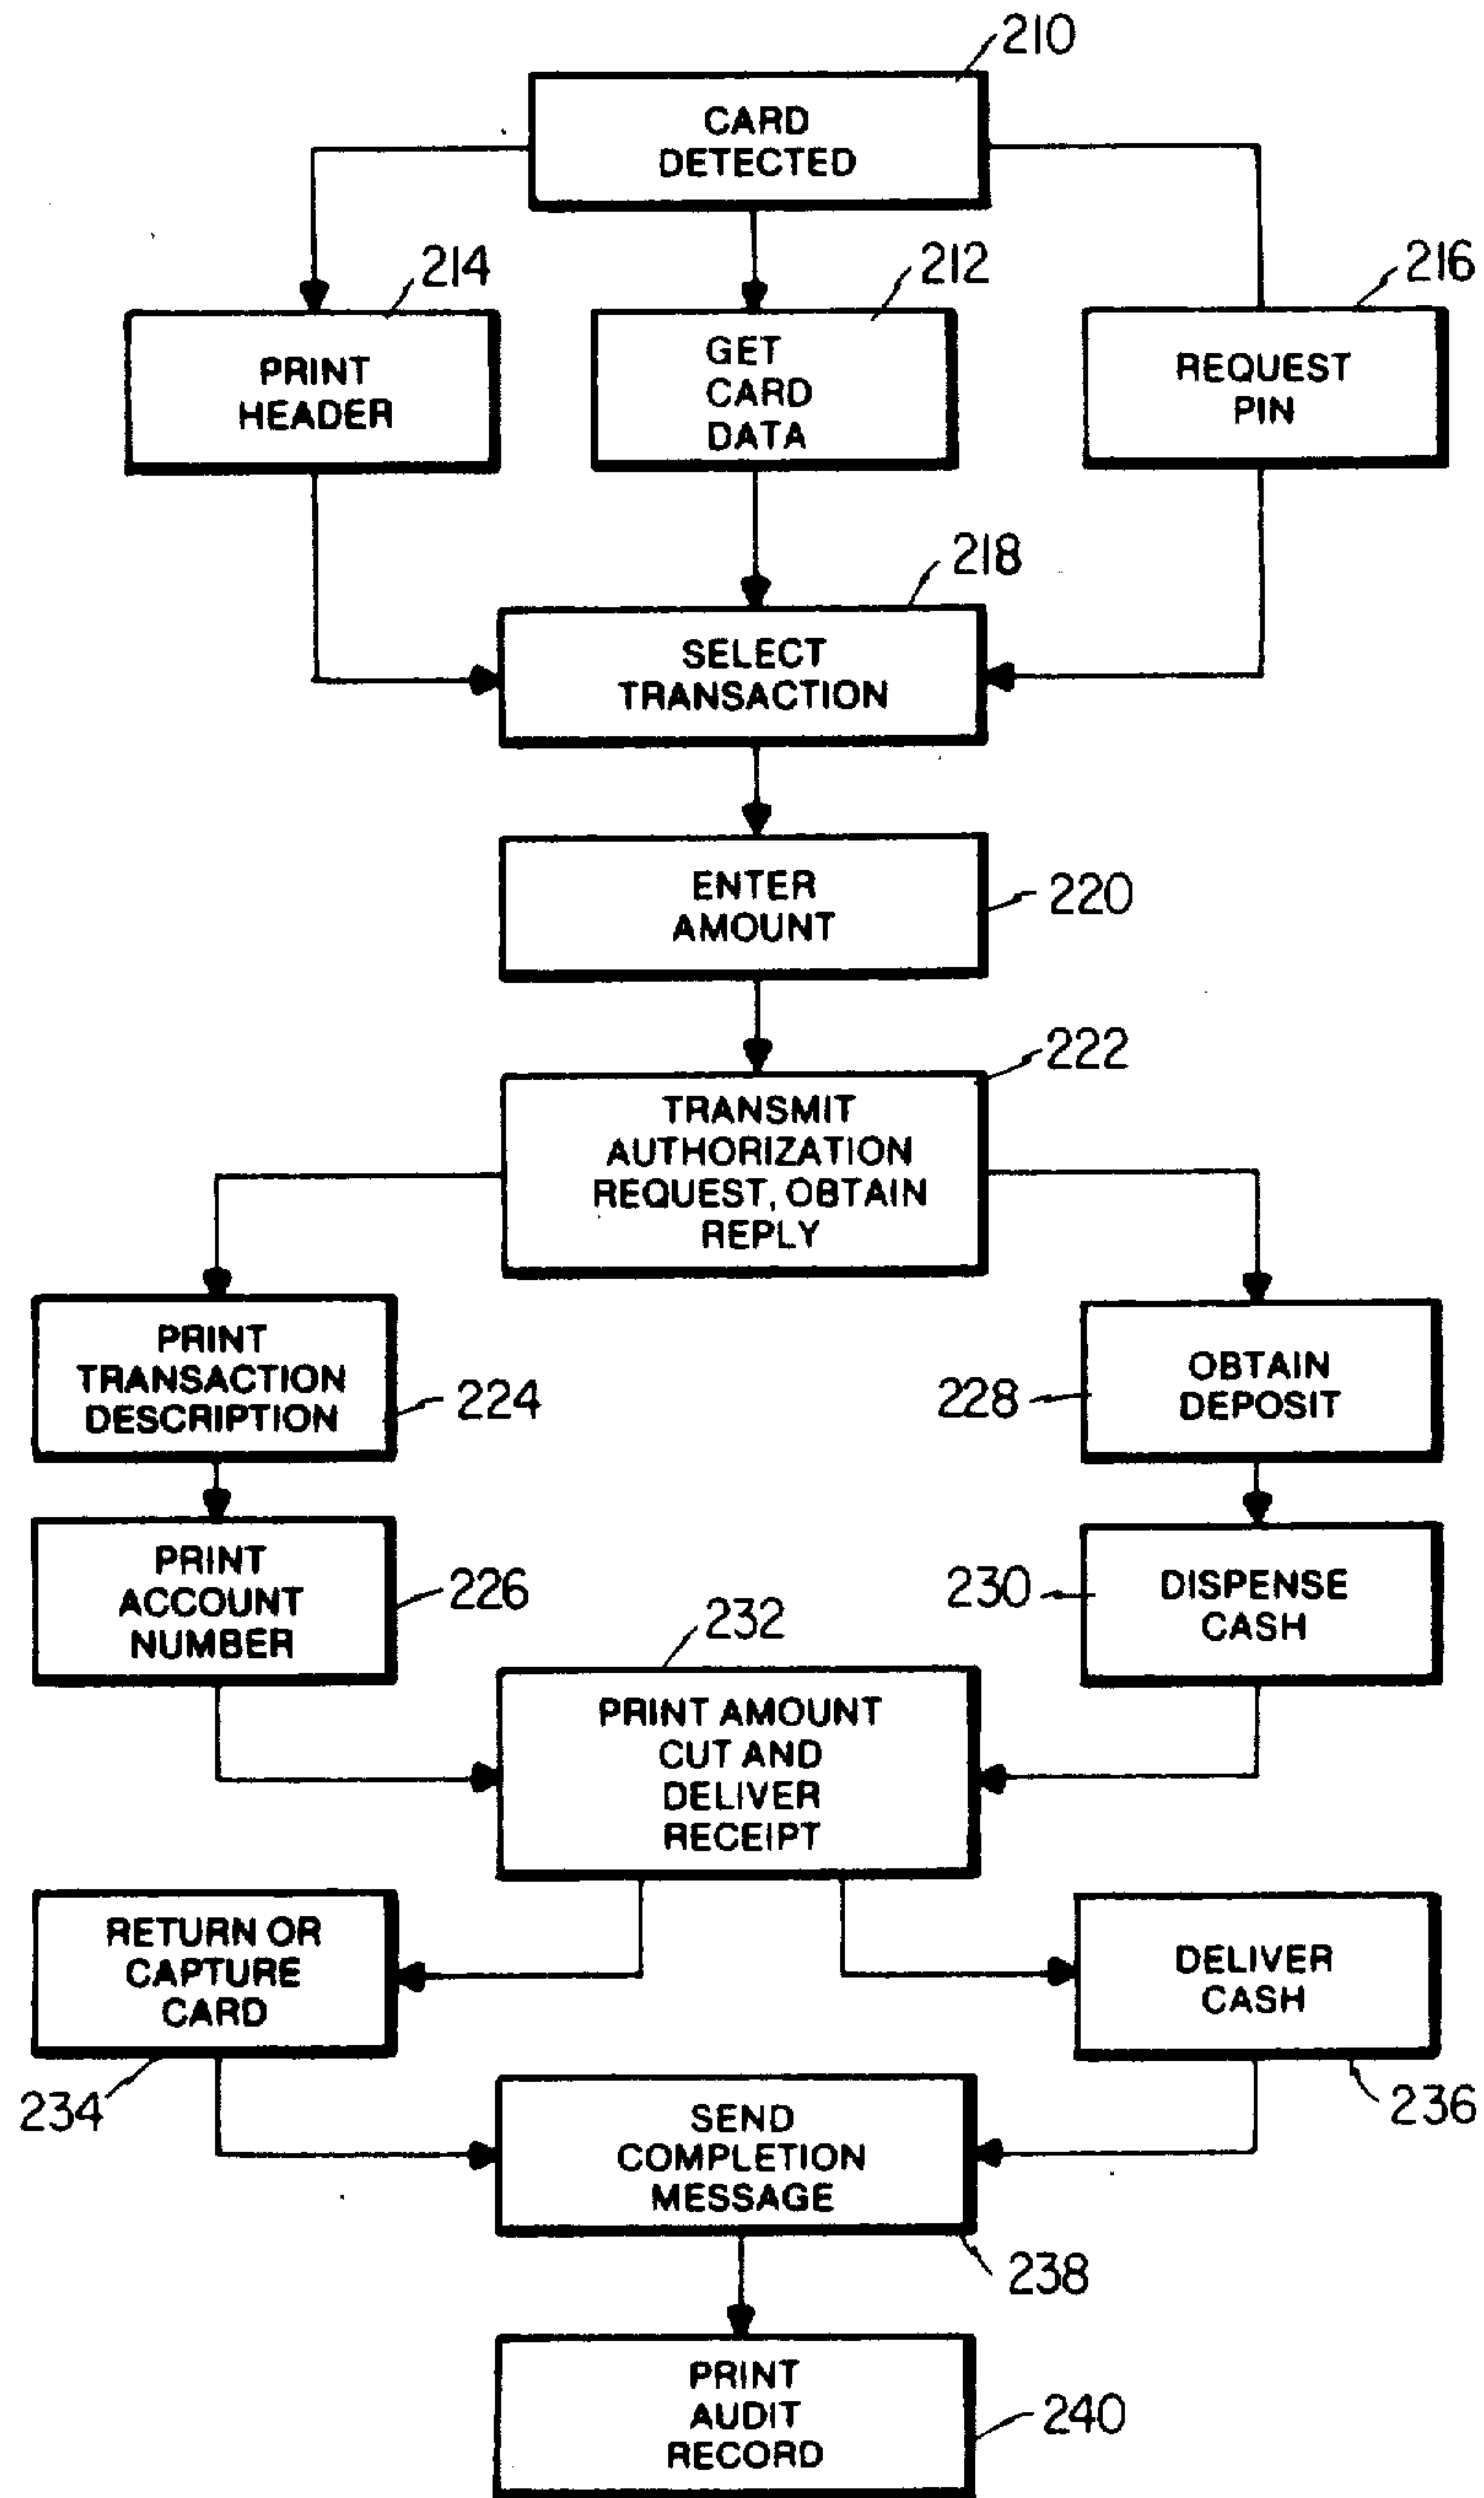 210
CARD
DETECTED
214
212
216
PRINT
HEADER
GET
CARD
DATA
REQUEST
PIN
218
SELECT
TRANSACTION
ENTER
AMOUNT
220
222
TRANSMIT
AUTHORIZATION
REQUEST, OBTAIN
REPLY
PRINT
TRANSACTION
DESCRIPTION
224
228
OBTAIN
DEPOSIT
PRINT
ACCOUNT
NUMBER
226
230
DISPENSE
CASH
232
PRINT AMOUNT
CUT AND
DELIVER
RECEIPT
RETURN OR
CAPTURE
CARD
234
DELIVER
CASH
236
SEND
COMPLETION
MESSAGE
238
PRINT
AUDIT
RECORD
240